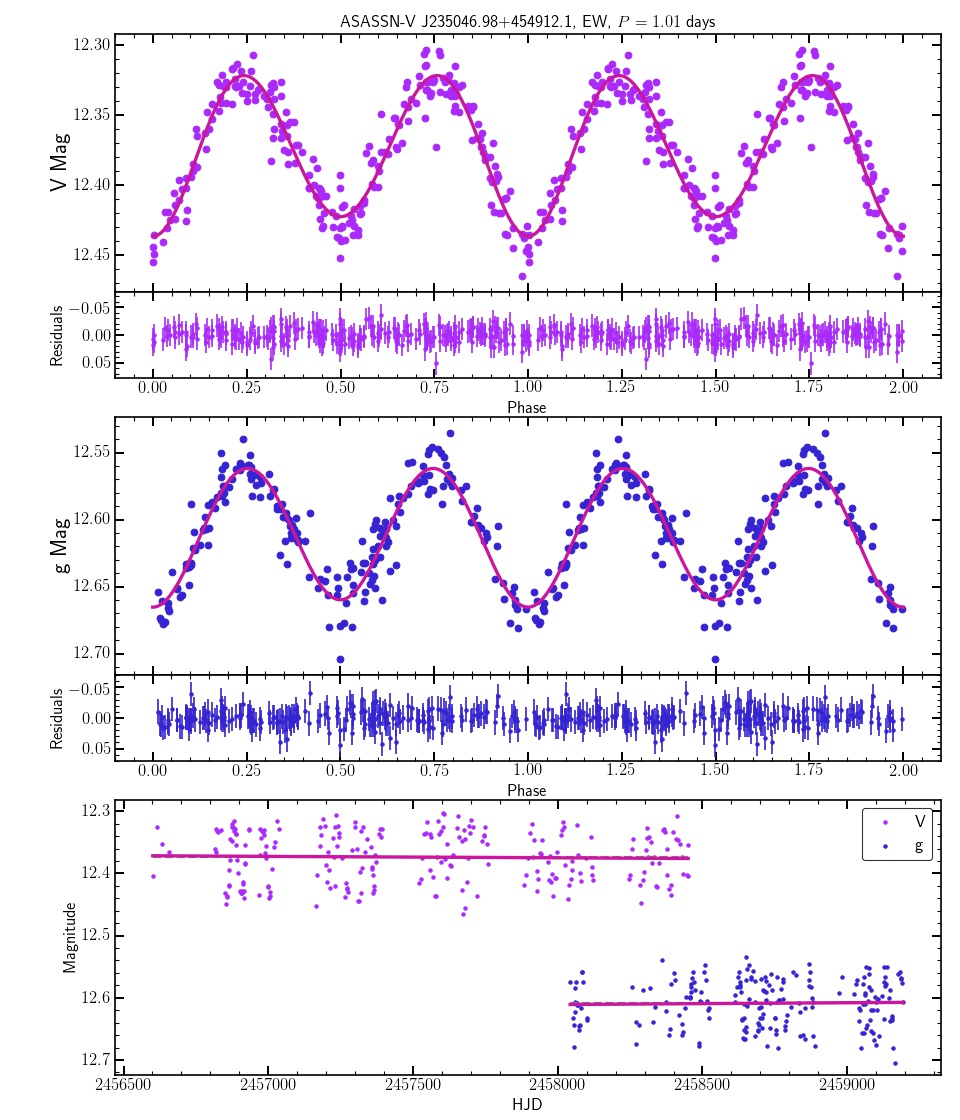 ASASSN-V J235046.98+454912.1, EW, P = 1.01 days
12.30
12.35
12.40
12.45
V Mag
−0.05
0.00
0.05
Residuals
0.00 0.25 0.50 0.75 1.00 1.25 1.50 1.75 2.00
Phase
12.55
12.60
12.65
12.70
g Mag
−0.05
0.00
0.05
Residuals
0.00 0.25 0.50 0.75 1.00 1.25 1.50 1.75 2.00
Phase
12.3
12.4
12.5
12.6
12.7
Magnitude
V
g
2456500 2457000 2457500 2458000 2458500 2459000
HJD